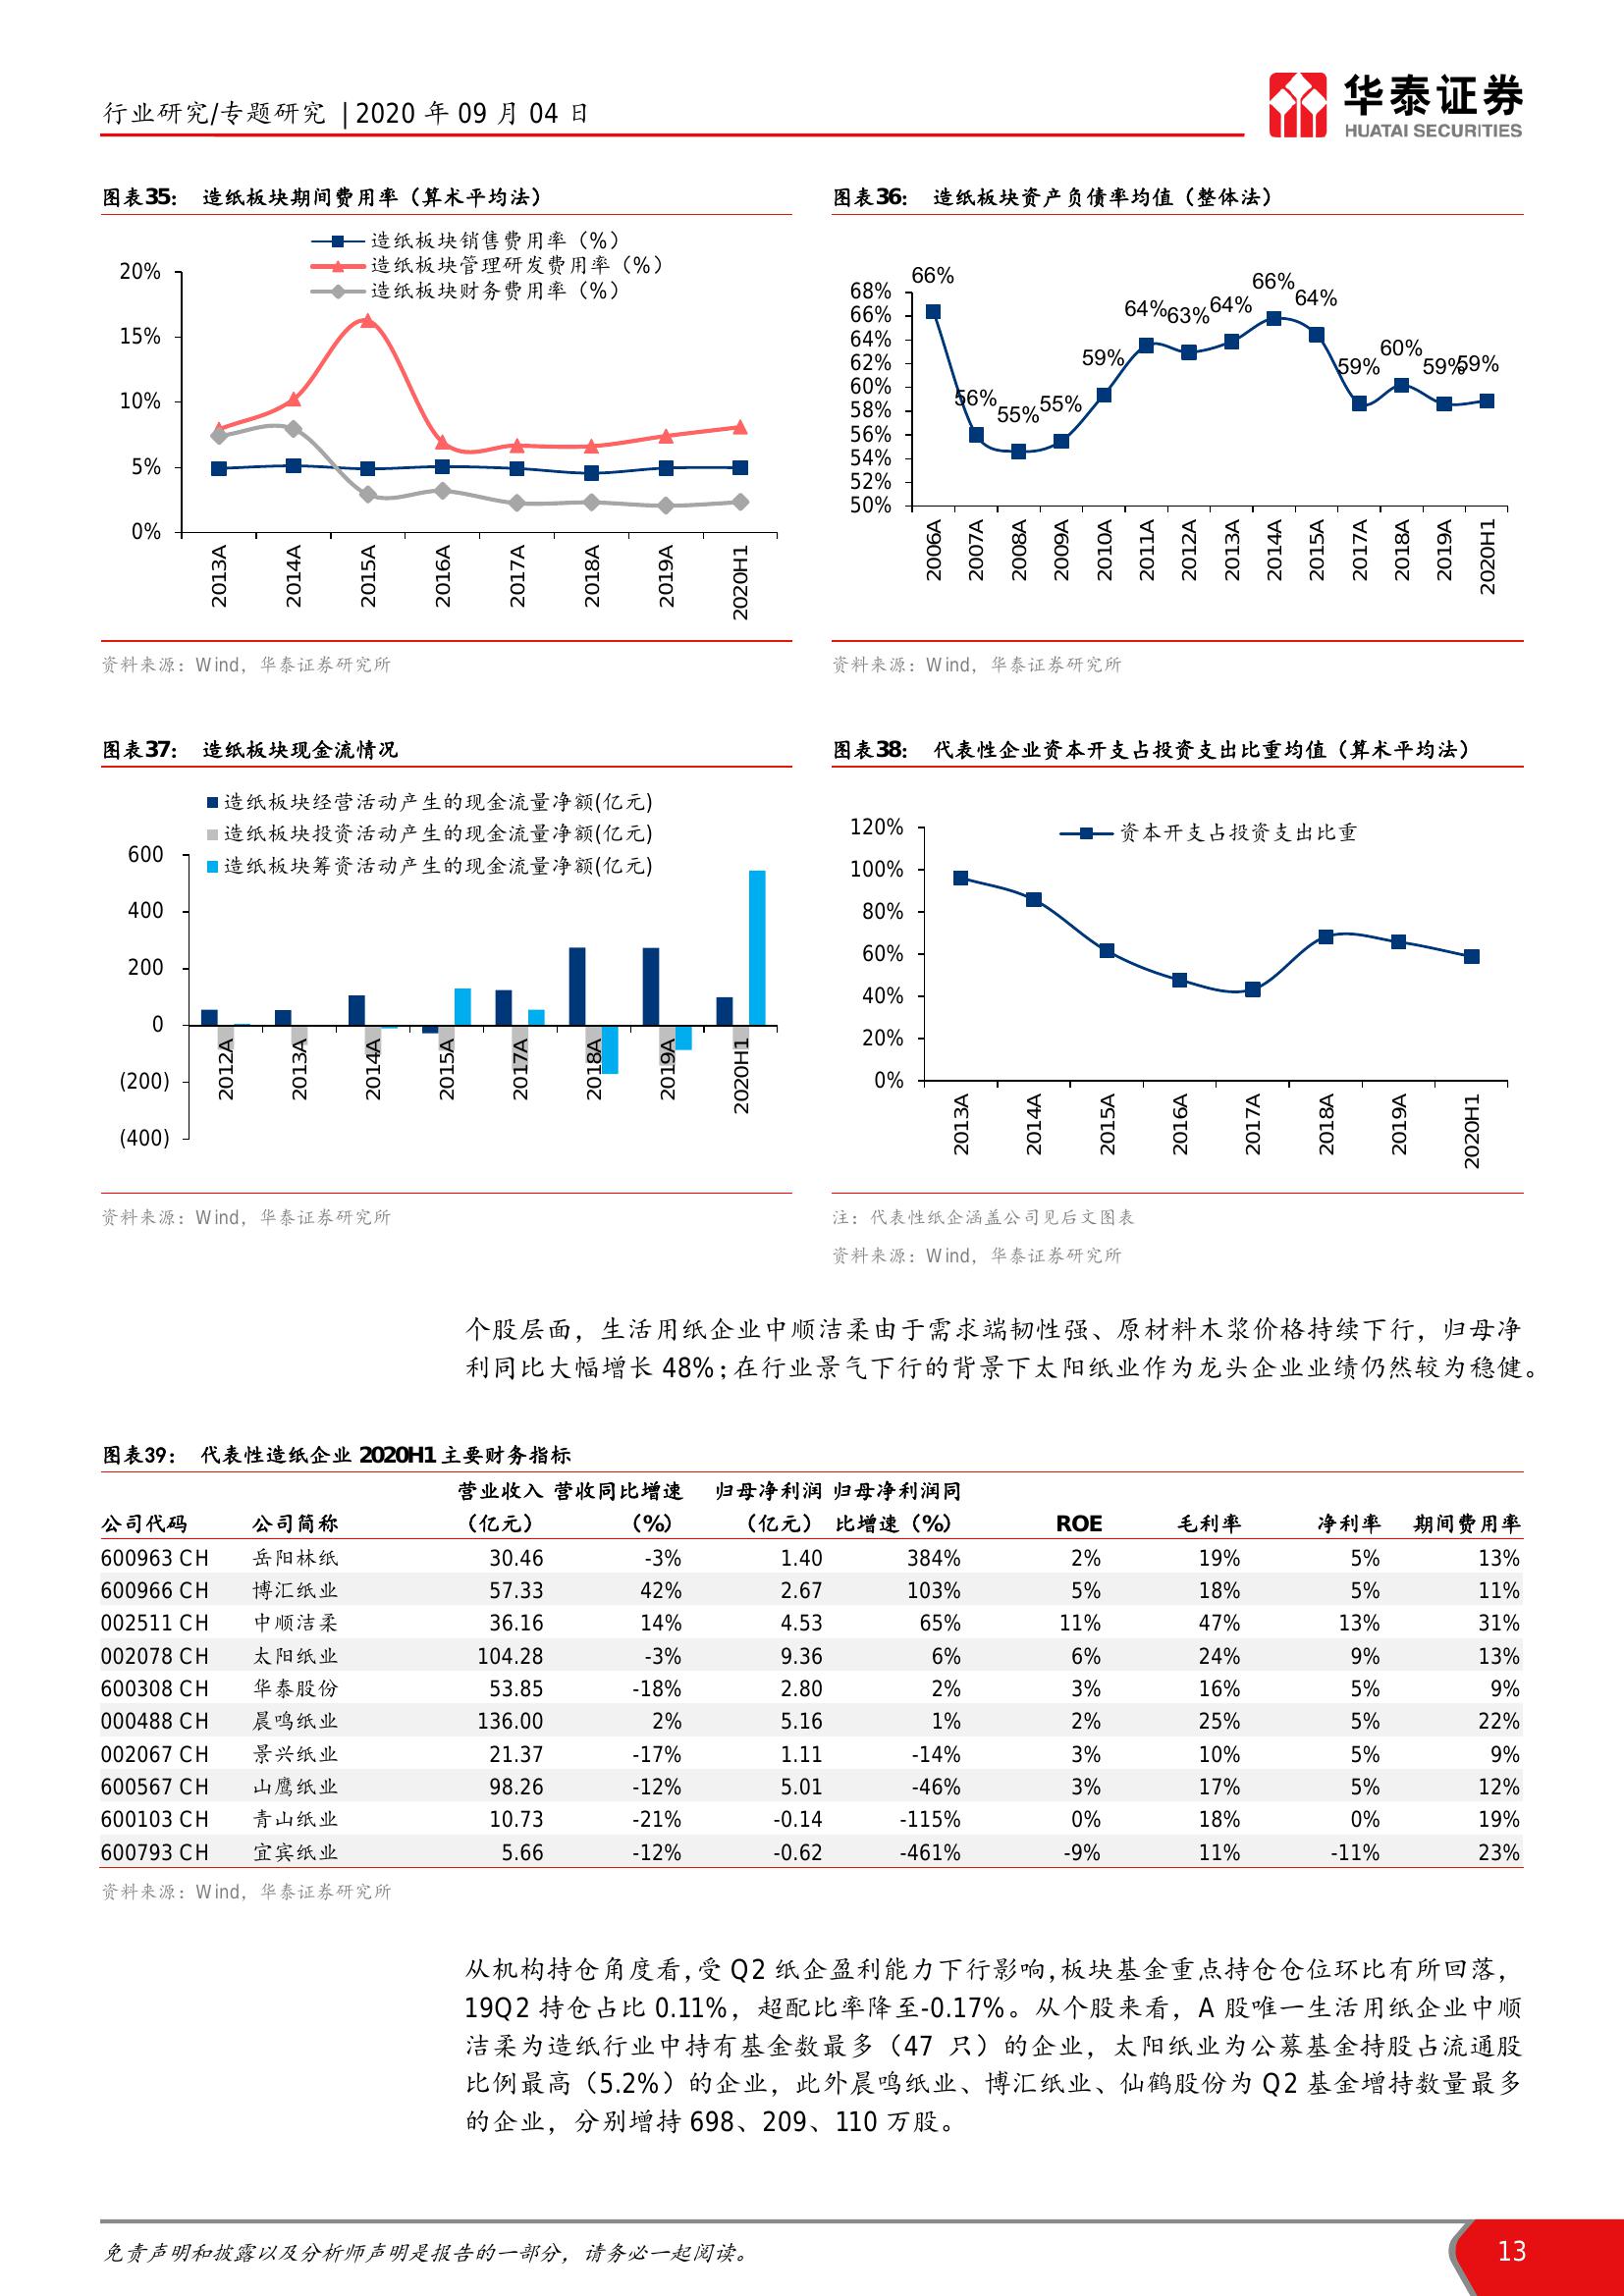 行业研究/专题研究 | 2020 年 09 月 04 日
华泰证券
HUATAI SECURITIES
图表35: 造纸板块期间费用率（算术平均法）
造纸板块销售费用率（%）
造纸板块管理研发费用率（%）
造纸板块财务费用率（%）
20%
15%
10%
5%
0%
2013A 2014A 2015A 2016A 2017A 2018A 2019A 2020H1
资料来源：Wind，华泰证券研究所
图表36: 造纸板块资产负债率均值（整体法）
68%
66%
64%
62%
60%
58%
56%
54%
52%
50%
66% 56% 55% 55% 59% 64% 63% 64% 66% 64% 59% 60% 59% 59%
2006A 2007A 2008A 2009A 2010A 2011A 2012A 2013A 2014A 2015A 2017A 2018A 2019A 2020H1
资料来源：Wind，华泰证券研究所
图表37: 造纸板块现金流情况
造纸板块经营活动产生的现金流量净额(亿元)
造纸板块投资活动产生的现金流量净额(亿元)
造纸板块筹资活动产生的现金流量净额(亿元)
600
400
200
0
(200)
(400)
2012A 2013A 2014A 2015A 2017A 2018A 2019A 2020H1
资料来源：Wind，华泰证券研究所
图表38: 代表性企业资本开支占投资支出比重均值（算术平均法）
资本开支占投资支出比重
120%
100%
80%
60%
40%
20%
0%
2013A 2014A 2015A 2016A 2017A 2018A 2019A 2020H1
注：代表性纸企涵盖公司见后文图表
资料来源：Wind，华泰证券研究所
个股层面，生活用纸企业中顺洁柔由于需求端韧性强、原材料木浆价格持续下行，归母净
利同比大幅增长 48%；在行业景气下行的背景下太阳纸业作为龙头企业业绩仍然较为稳健。
图表39: 代表性造纸企业 2020H1 主要财务指标
营业收入 营收同比增速 归母净利润 归母净利润同
公司代码 公司简称 （亿元） （%） （亿元） 比增速（%） ROE 毛利率 净利率 期间费用率
600963 CH 岳阳林纸 30.46 -3% 1.40 384% 2% 19% 5% 13%
600966 CH 博汇纸业 57.33 42% 2.67 103% 5% 18% 5% 11%
002511 CH 中顺洁柔 36.16 14% 4.53 65% 11% 47% 13% 31%
002078 CH 太阳纸业 104.28 -3% 9.36 6% 6% 24% 9% 13%
600308 CH 华泰股份 53.85 -18% 2.80 2% 3% 16% 5% 9%
000488 CH 晨鸣纸业 136.00 2% 5.16 1% 2% 25% 5% 22%
002067 CH 景兴纸业 21.37 -17% 1.11 -14% 3% 10% 5% 9%
600567 CH 山鹰纸业 98.26 -12% 5.01 -46% 3% 17% 5% 12%
600103 CH 青山纸业 10.73 -21% -0.14 -115% 0% 18% 0% 19%
600793 CH 宜宾纸业 5.66 -12% -0.62 -461% -9% 11% -11% 23%
资料来源：Wind，华泰证券研究所
从机构持仓角度看，受 Q2 纸企盈利能力下行影响，板块基金重点持仓仓位环比有所回落，
19Q2 持仓占比 0.11%，超配比率降至-0.17%。从个股来看，A 股唯一生活用纸企业中顺
洁柔为造纸行业中持有基金数最多（47 只）的企业，太阳纸业为公募基金持股占流通股
比例最高（5.2%）的企业，此外晨鸣纸业、博汇纸业、仙鹤股份为 Q2 基金增持数量最多
的企业，分别增持 698、209、110 万股。
免责声明和披露以及分析师声明是报告的一部分，请务必一起阅读。
13